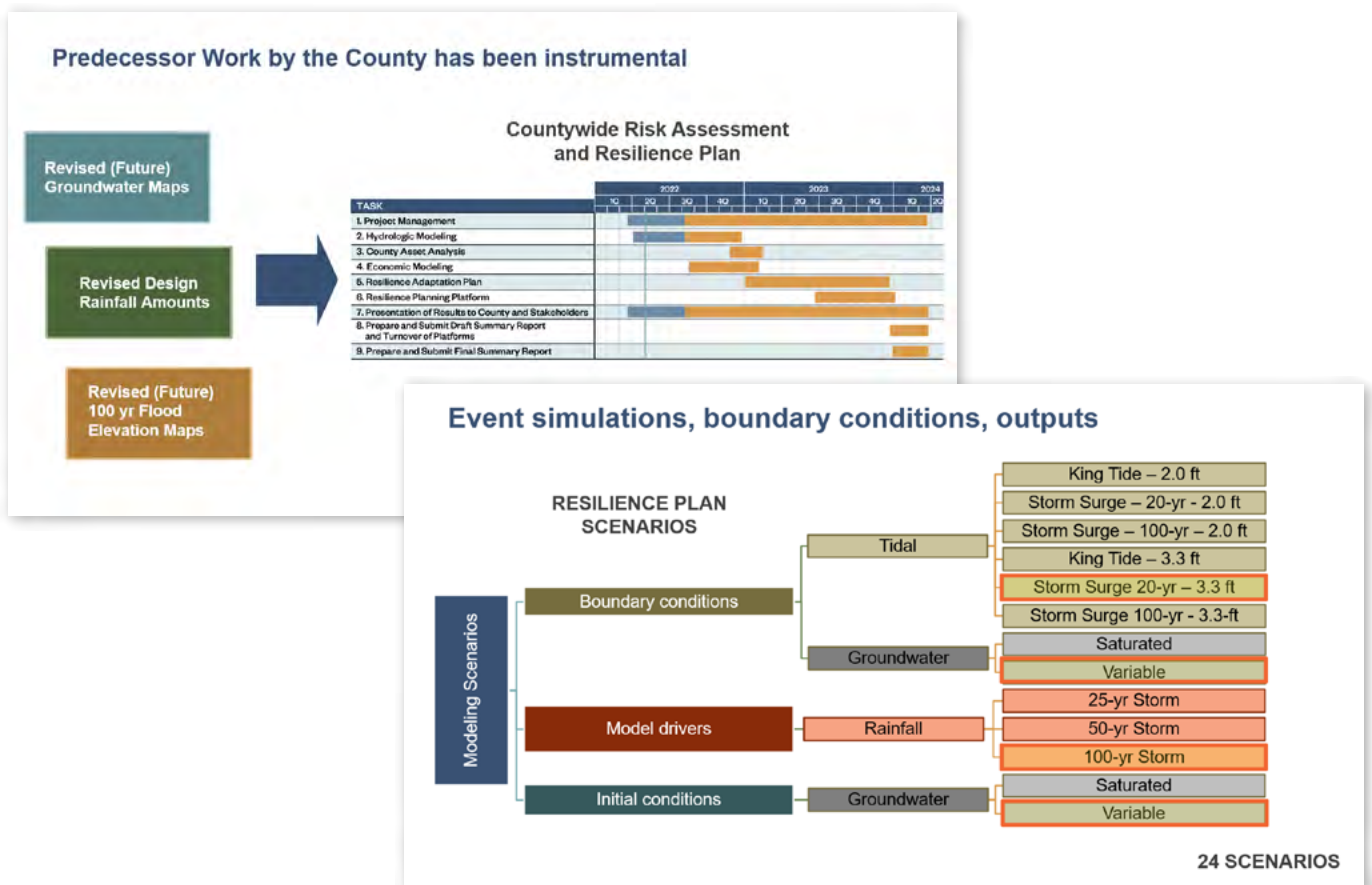 Predecessor Work by the County has been instrumental
Revised (Future)
Groundwater Maps
Revised Design
Rainfall Amounts
Revised (Future)
100 yr Flood
Elevation Maps
Countywide Risk Assessment
and Resilience Plan
2022 2023 2024
TASK 1Q 2Q 3Q 4Q 1Q 2Q 3Q 4Q 1Q 2Q
1. Project Management
2. Hydrologic Modeling
3. County Asset Analysis
4. Economic Modeling
5. Resilience Adaptation Plan
6. Resilience Planning Platform
7. Presentation of Results to County and Stakeholders
8. Prepare and Submit Draft Summary Report
and Turnover of Platforms
9. Prepare and Submit Final Summary Report
Event simulations, boundary conditions, outputs
RESILIENCE PLAN
SCENARIOS
Modeling Scenarios
Boundary conditions
Tidal
King Tide – 2.0 ft
Storm Surge – 20-yr - 2.0 ft
Storm Surge – 100-yr – 2.0 ft
King Tide – 3.3 ft
Storm Surge 20-yr – 3.3 ft
Storm Surge 100-yr - 3.3-ft
Groundwater
Saturated
Variable
Model drivers
Rainfall
25-yr Storm
50-yr Storm
100-yr Storm
Initial conditions
Groundwater
Saturated
Variable
24 SCENARIOS